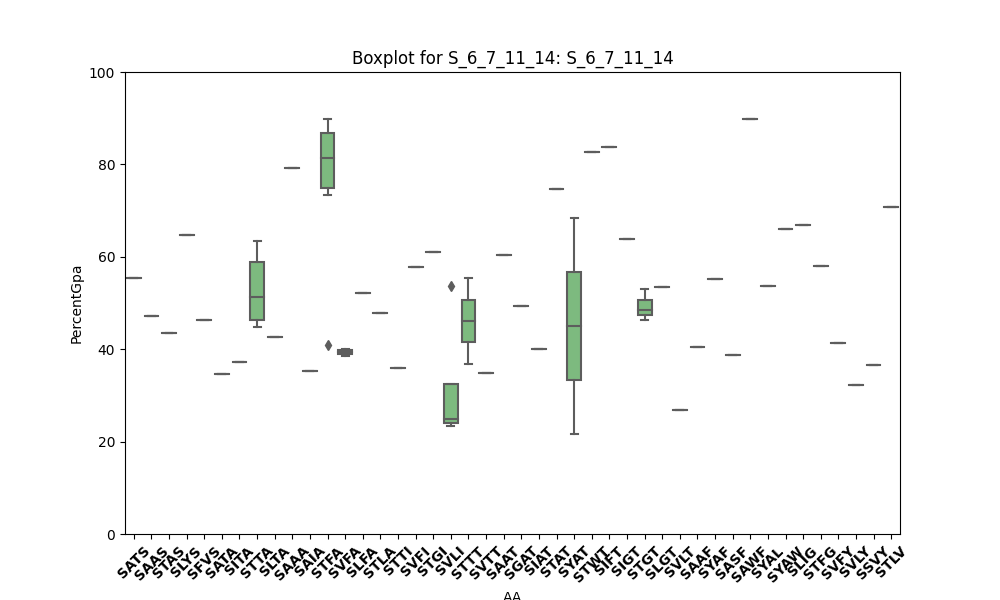 Boxplot for S_6_7_11_14: S_6_7_11_14
PercentGpa
100
80
60
40
20
0
SATS
SAAS
STAS
SLYS
SFVS
SATA
SITA
STTA
SLTA
SAAA
SAIA
STFA
SVFA
SLFA
STLA
STTI
SVFI
STGI
SVLI
STTT
SVTT
SAAT
SGAT
SIAT
STAT
SYAT
STWT
SIFT
SIGT
STGT
SLGT
SVLT
SAAF
SYAF
SASF
SAWF
SYAL
SYAW
SLIG
STFG
SVFY
SVLY
SSVY
STLV
AA